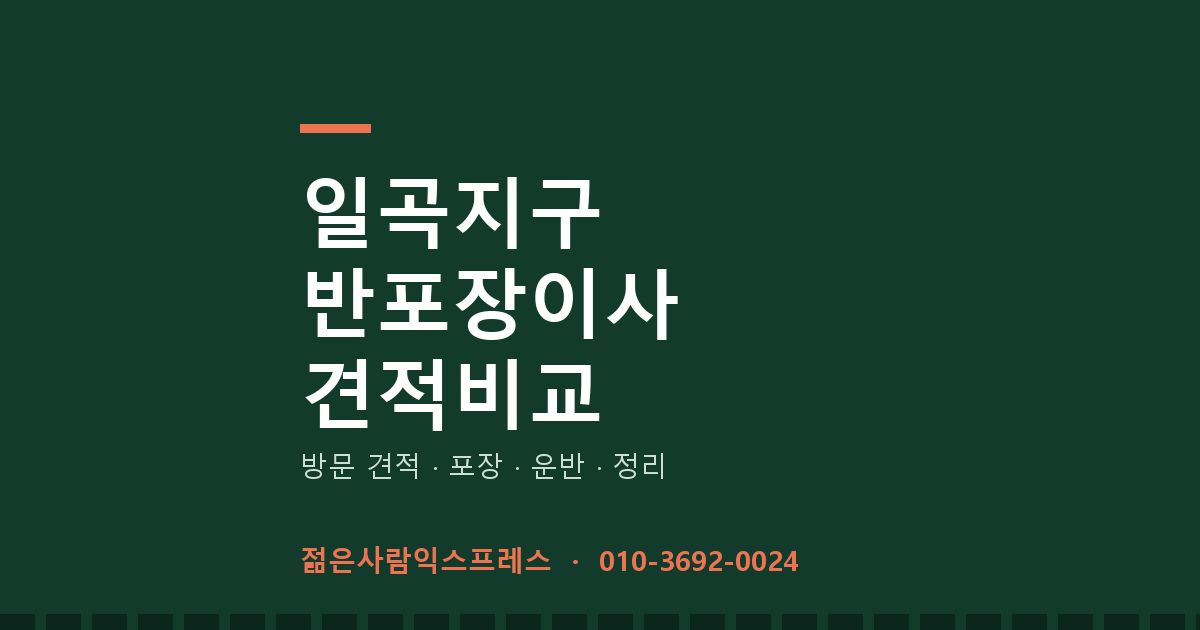 일곡지구
반포장이사
견적비교
방문 견적 · 포장 · 운반 · 정리
젊은사람익스프레스 · 010-3692-0024